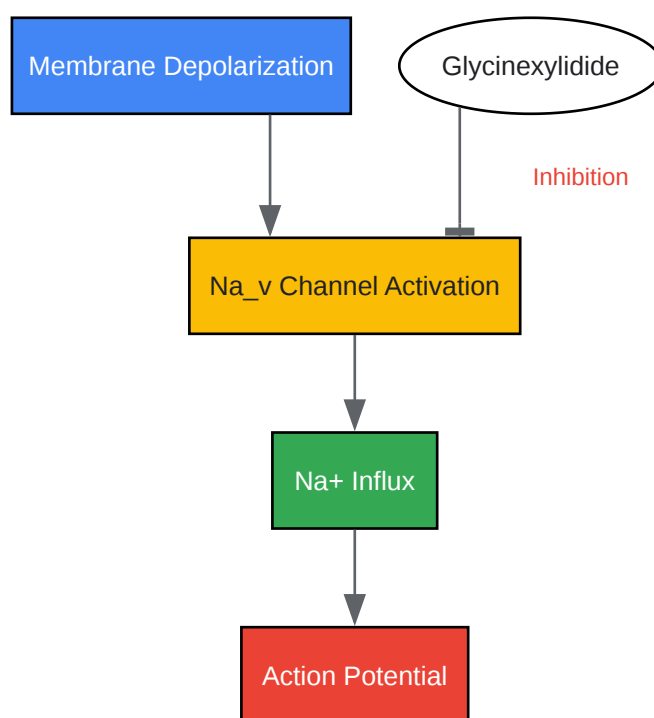 Membrane Depolarization
Glycinexylidide
Inhibition
Na_v Channel Activation
Na+ Influx
Action Potential